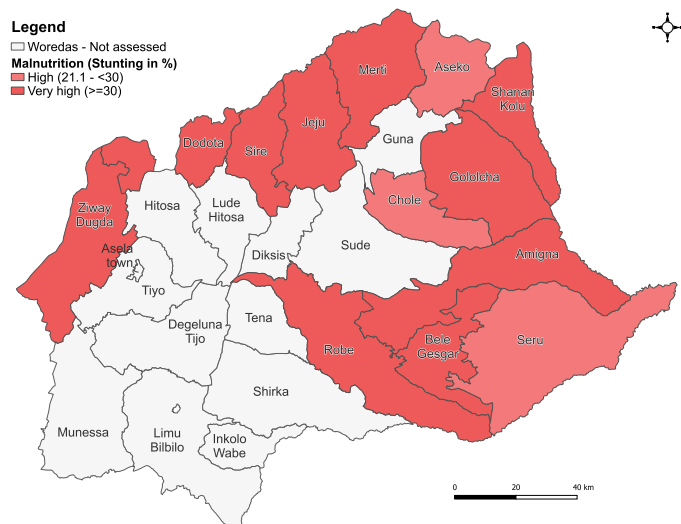 Legend
Woredas - Not assessed
Malnutrition (Stunting in %)
High (21.1 - <30)
Very high (>=30)
Merti
Aseko
Shanan
Kolu
Jeju
Guna
Dodota
Sire
Gololcha
Chole
Ziway
Dugda
Hitosa
Lude
Hitosa
Sude
Diksis
Amigna
Asela
town
Tiyo
Tena
Degeluna
Tijo
Robe
Bele
Gesgar
Seru
Shirka
Munessa
Limu
Bilbilo
Inkolo
Wabe
0 20 40 km